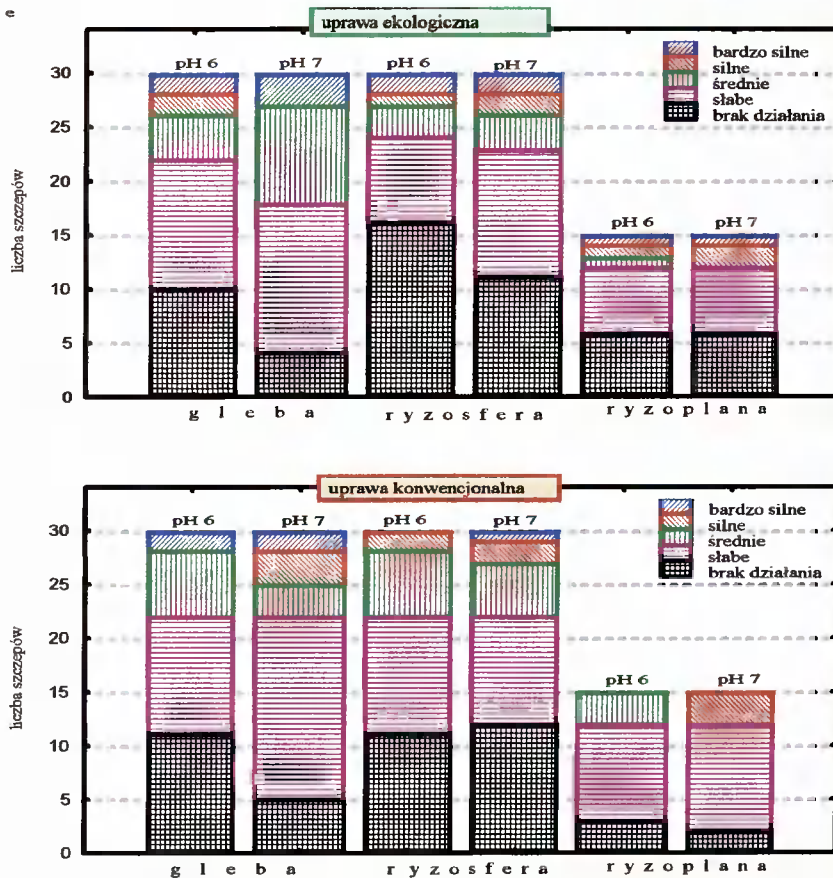 e
uprawa ekologiczna
pH 6 pH 7 pH 6 pH 7
bardzo silne
silne
średnie
słabe
brak działania
30
25
20
15
10
5
0
pH 6 pH 7
liczba szczepów
g l e b a r y z o s f e r a r y z o p l a n a
uprawa konwencjonalna
pH 6 pH 7 pH 6 pH 7
bardzo silne
silne
średnie
słabe
brak działania
30
25
20
15
10
5
0
pH 6 pH 7
liczba szczepów
g l e b a r y z o s f e r a r y z o p l a n a